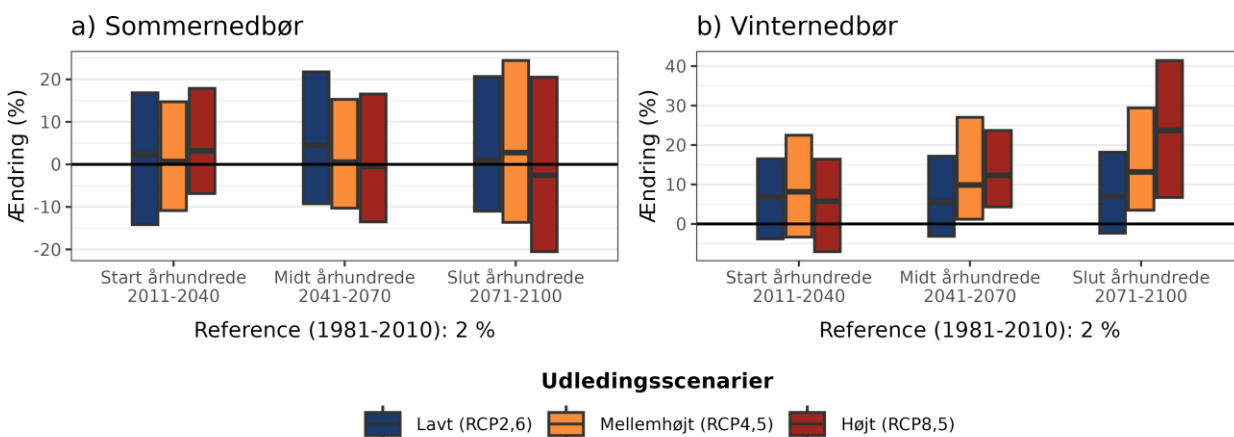 a) Sommernedbør
Ændring (%)
20
10
0
-10
-20
Start århundrede
2011-2040
Midt århundrede
2041-2070
Slut århundrede
2071-2100
Reference (1981-2010): 2 %
b) Vinternedbør
Ændring (%)
40
30
20
10
0
Start århundrede
2011-2040
Midt århundrede
2041-2070
Slut århundrede
2071-2100
Reference (1981-2010): 2 %
Udledingsscenarier
Lavt (RCP2,6)
Mellemhøjt (RCP4,5)
Højt (RCP8,5)